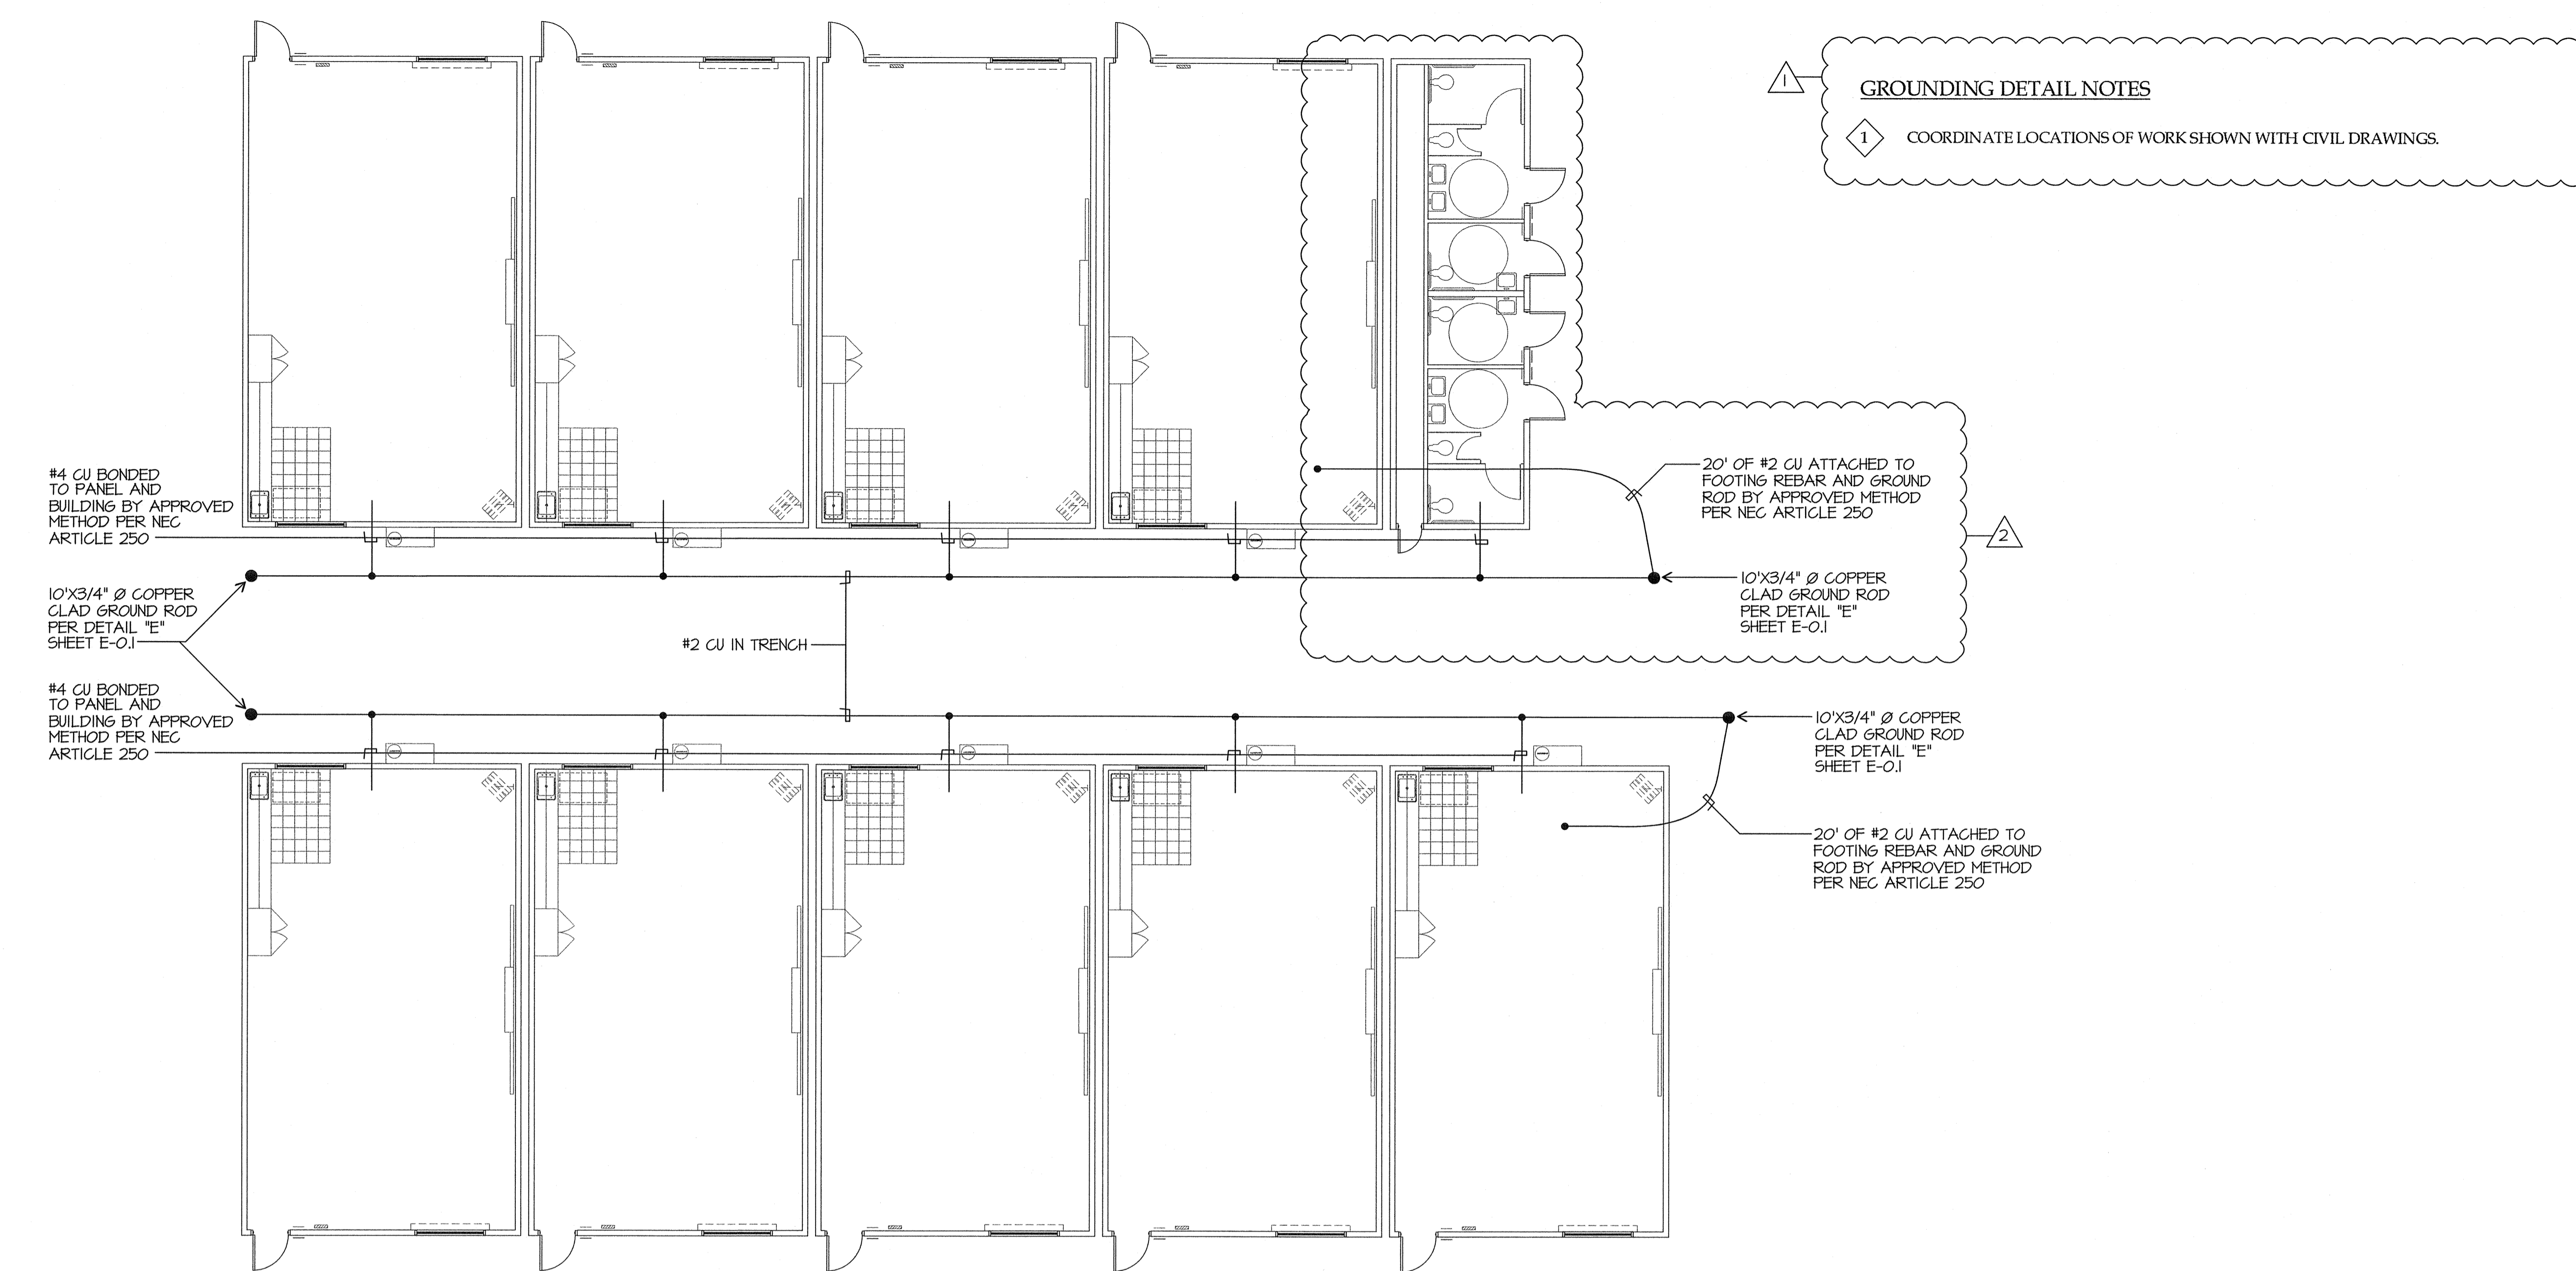 1
GROUNDING DETAIL NOTES
1 COORDINATE LOCATIONS OF WORK SHOWN WITH CIVIL DRAWINGS.
#4 CU BONDED
TO PANEL AND
BUILDING BY APPROVED
METHOD PER NEC
ARTICLE 250
20' OF #2 CU ATTACHED TO
FOOTING REBAR AND GROUND
ROD BY APPROVED METHOD
PER NEC ARTICLE 250
2
10'X3/4" Ø COPPER
CLAD GROUND ROD
PER DETAIL "E"
SHEET E-0.1
10'X3/4" Ø COPPER
CLAD GROUND ROD
PER DETAIL "E"
SHEET E-0.1
#2 CU IN TRENCH
#4 CU BONDED
TO PANEL AND
BUILDING BY APPROVED
METHOD PER NEC
ARTICLE 250
10'X3/4" Ø COPPER
CLAD GROUND ROD
PER DETAIL "E"
SHEET E-0.1
20' OF #2 CU ATTACHED TO
FOOTING REBAR AND GROUND
ROD BY APPROVED METHOD
PER NEC ARTICLE 250